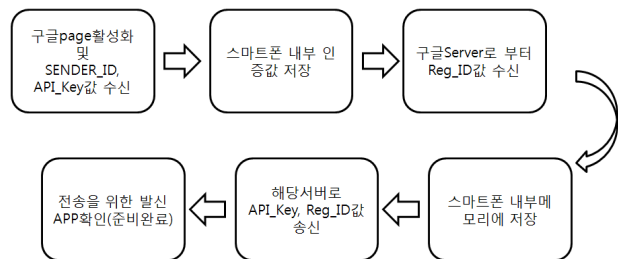 구글page활성화
및
SENDER_ID,
API_Key값 수신
스마트폰 내부 인
증값 저장
구글Server로 부터
Reg_ID값 수신
스마트폰 내부메
모리에 저장
해당서버로
API_Key, Reg_ID값
송신
전송을 위한 발신
APP확인(준비완료)